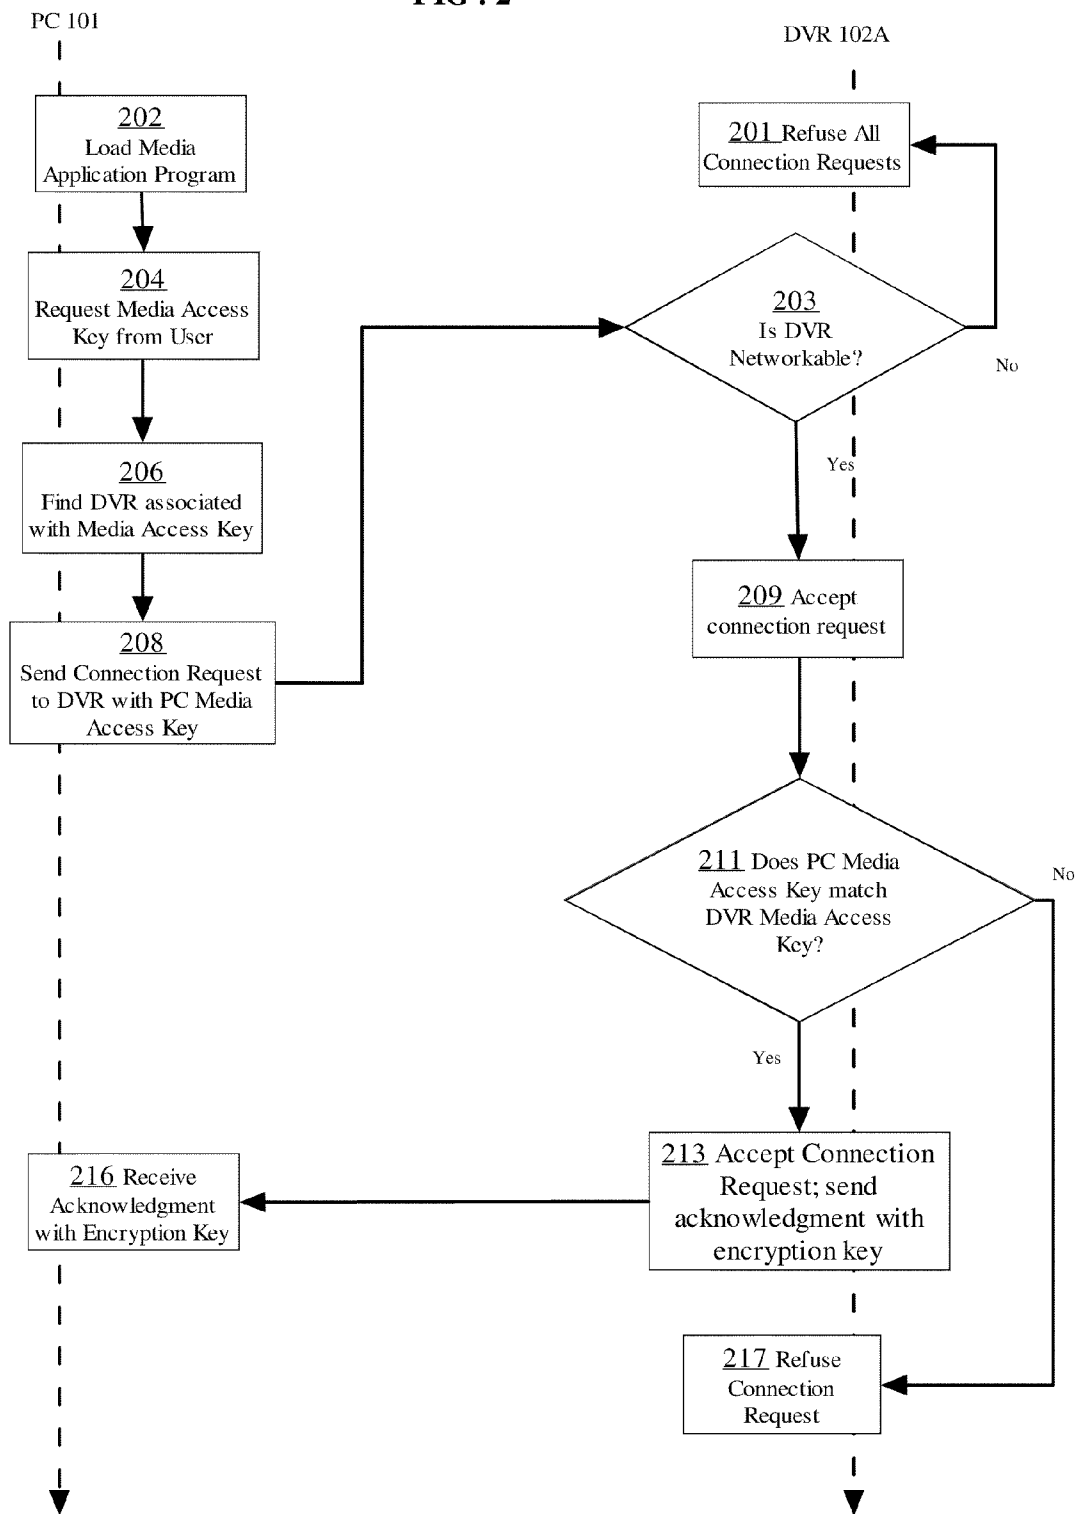 FIG. 2
PC 101
DVR 102A
202
Load Media
Application Program
204
Request Media Access
Key from User
206
Find DVR associated
with Media Access Key
208
Send Connection Request
to DVR with PC Media
Access Key
201 Refuse All
Connection Requests
203
Is DVR
Networkable?
No
Yes
209 Accept
connection request
211 Does PC Media
Access Key match
DVR Media Access
Key?
No
Yes
213 Accept Connection
Request; send
acknowledgment with
encryption key
216 Receive
Acknowledgment
with Encryption Key
217 Refuse
Connection
Request